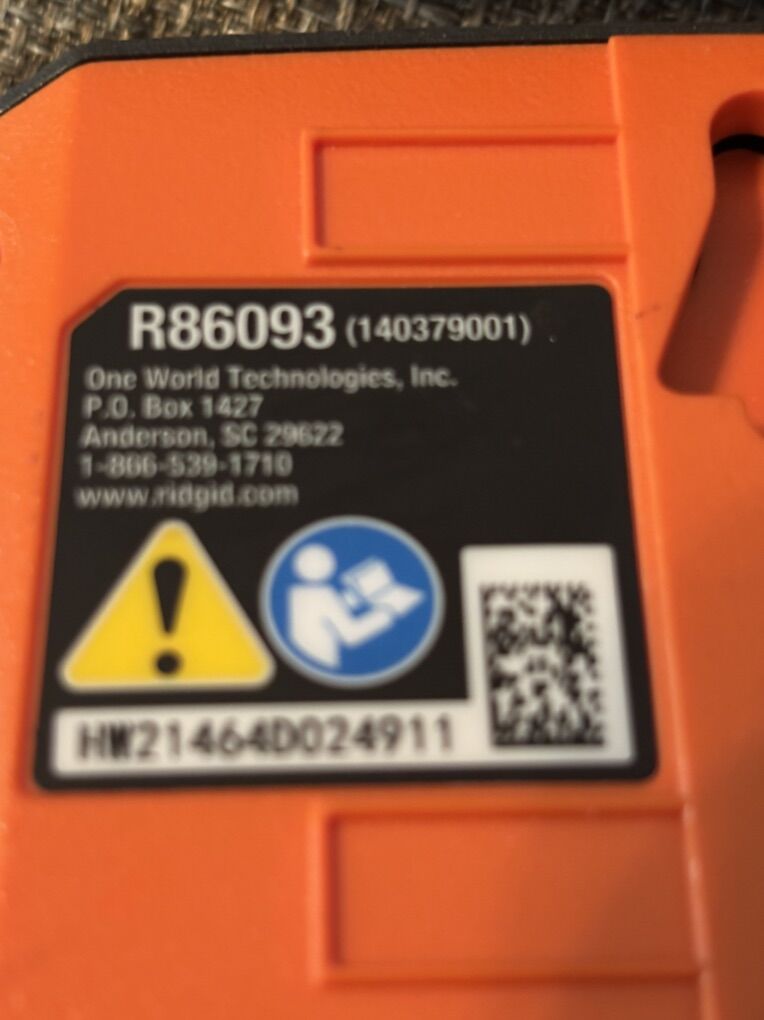 R86093 (140379001)
One World Technologies, Inc.
P.O. Box 1427
Anderson, SC 29622
1-866-539-1710
www.ridgid.com
HW21464D024911